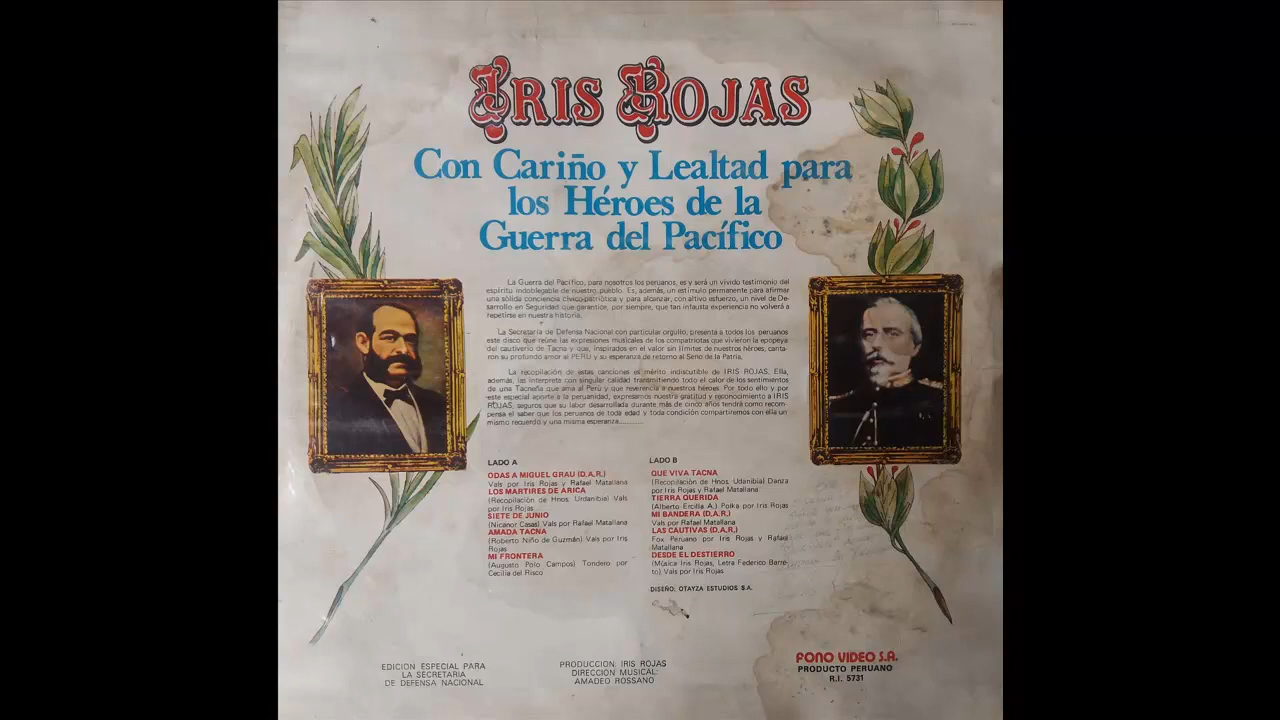 IRIS ROJAS
Con Cariño y Lealtad para
los Héroes de la
Guerra del Pacífico
La Guerra del Pacífico, para nosotros los peruanos, es y será un vívido testimonio del
espíritu indoblegable de nuestro pueblo. Es, además, un estímulo permanente para afirmar
una sólida conciencia cívico-patriótica y para alcanzar, con altivo esfuerzo, un nivel de De-
sarrollo en Seguridad que garantice, por siempre, que tan infausta experiencia no volverá a
repetirse en nuestra historia.
La Secretaría de Defensa Nacional con particular orgullo, presenta a todos los peruanos
este disco que reúne las expresiones musicales de los compatriotas que vivieron la epopeya
del cautiverio de Tacna y que, inspirados en el valor sin límites de nuestros héroes, canta-
ron su profundo amor al PERU y su esperanza de retorno al Seno de la Patria.
La recopilación de estas canciones es mérito indiscutible de IRIS ROJAS. Ella,
además, las interpreta con singular calidad transmitiendo todo el calor de los sentimientos
de una Tacneña que ama al Perú y que reverencia a nuestros héroes. Por todo ello y por
este especial aporte a la peruanidad, expresamos nuestra gratitud y reconocimiento a IRIS
ROJAS, seguros que su labor desarrollada durante más de cinco años tendrá como recom-
pensa el saber que los peruanos de toda edad y toda condición compartiremos con ella un
mismo recuerdo y una misma esperanza.........
LADO A
ODAS A MIGUEL GRAU (D.A.R.)
Vals por Iris Rojas y Rafael Matallana
LOS MARTIRES DE ARICA
(Recopilación de Hnos. Urdanibia) Vals
por Iris Rojas
SIETE DE JUNIO
(Nicanor Casas) Vals por Rafael Matallana
AMADA TACNA
(Roberto Niño de Guzmán) Vals por Iris
Rojas
MI FRONTERA
(Augusto Polo Campos) Tondero por
Cecilia del Risco
LADO B
QUE VIVA TACNA
(Recopilación de Hnos. Udanibia) Danza
por Iris Rojas y Rafael Matallana
TIERRA QUERIDA
(Alberto Ercilla A.) Polka por Iris Rojas
MI BANDERA (D.A.R.)
Vals por Rafael Matallana
LAS CAUTIVAS (D.A.R.)
Fox Peruano por Iris Rojas y Rafael
Matallana
DESDE EL DESTIERRO
(Música Iris Rojas, Letra Federico Barre-
to) Vals por Iris Rojas
DISEÑO: OTAYZA ESTUDIOS S.A.
EDICION ESPECIAL PARA
LA SECRETARIA
DE DEFENSA NACIONAL
PRODUCCION: IRIS ROJAS
DIRECCION MUSICAL:
AMADEO ROSSANO
FONO VIDEO S.A.
PRODUCTO PERUANO
R.I. 5731